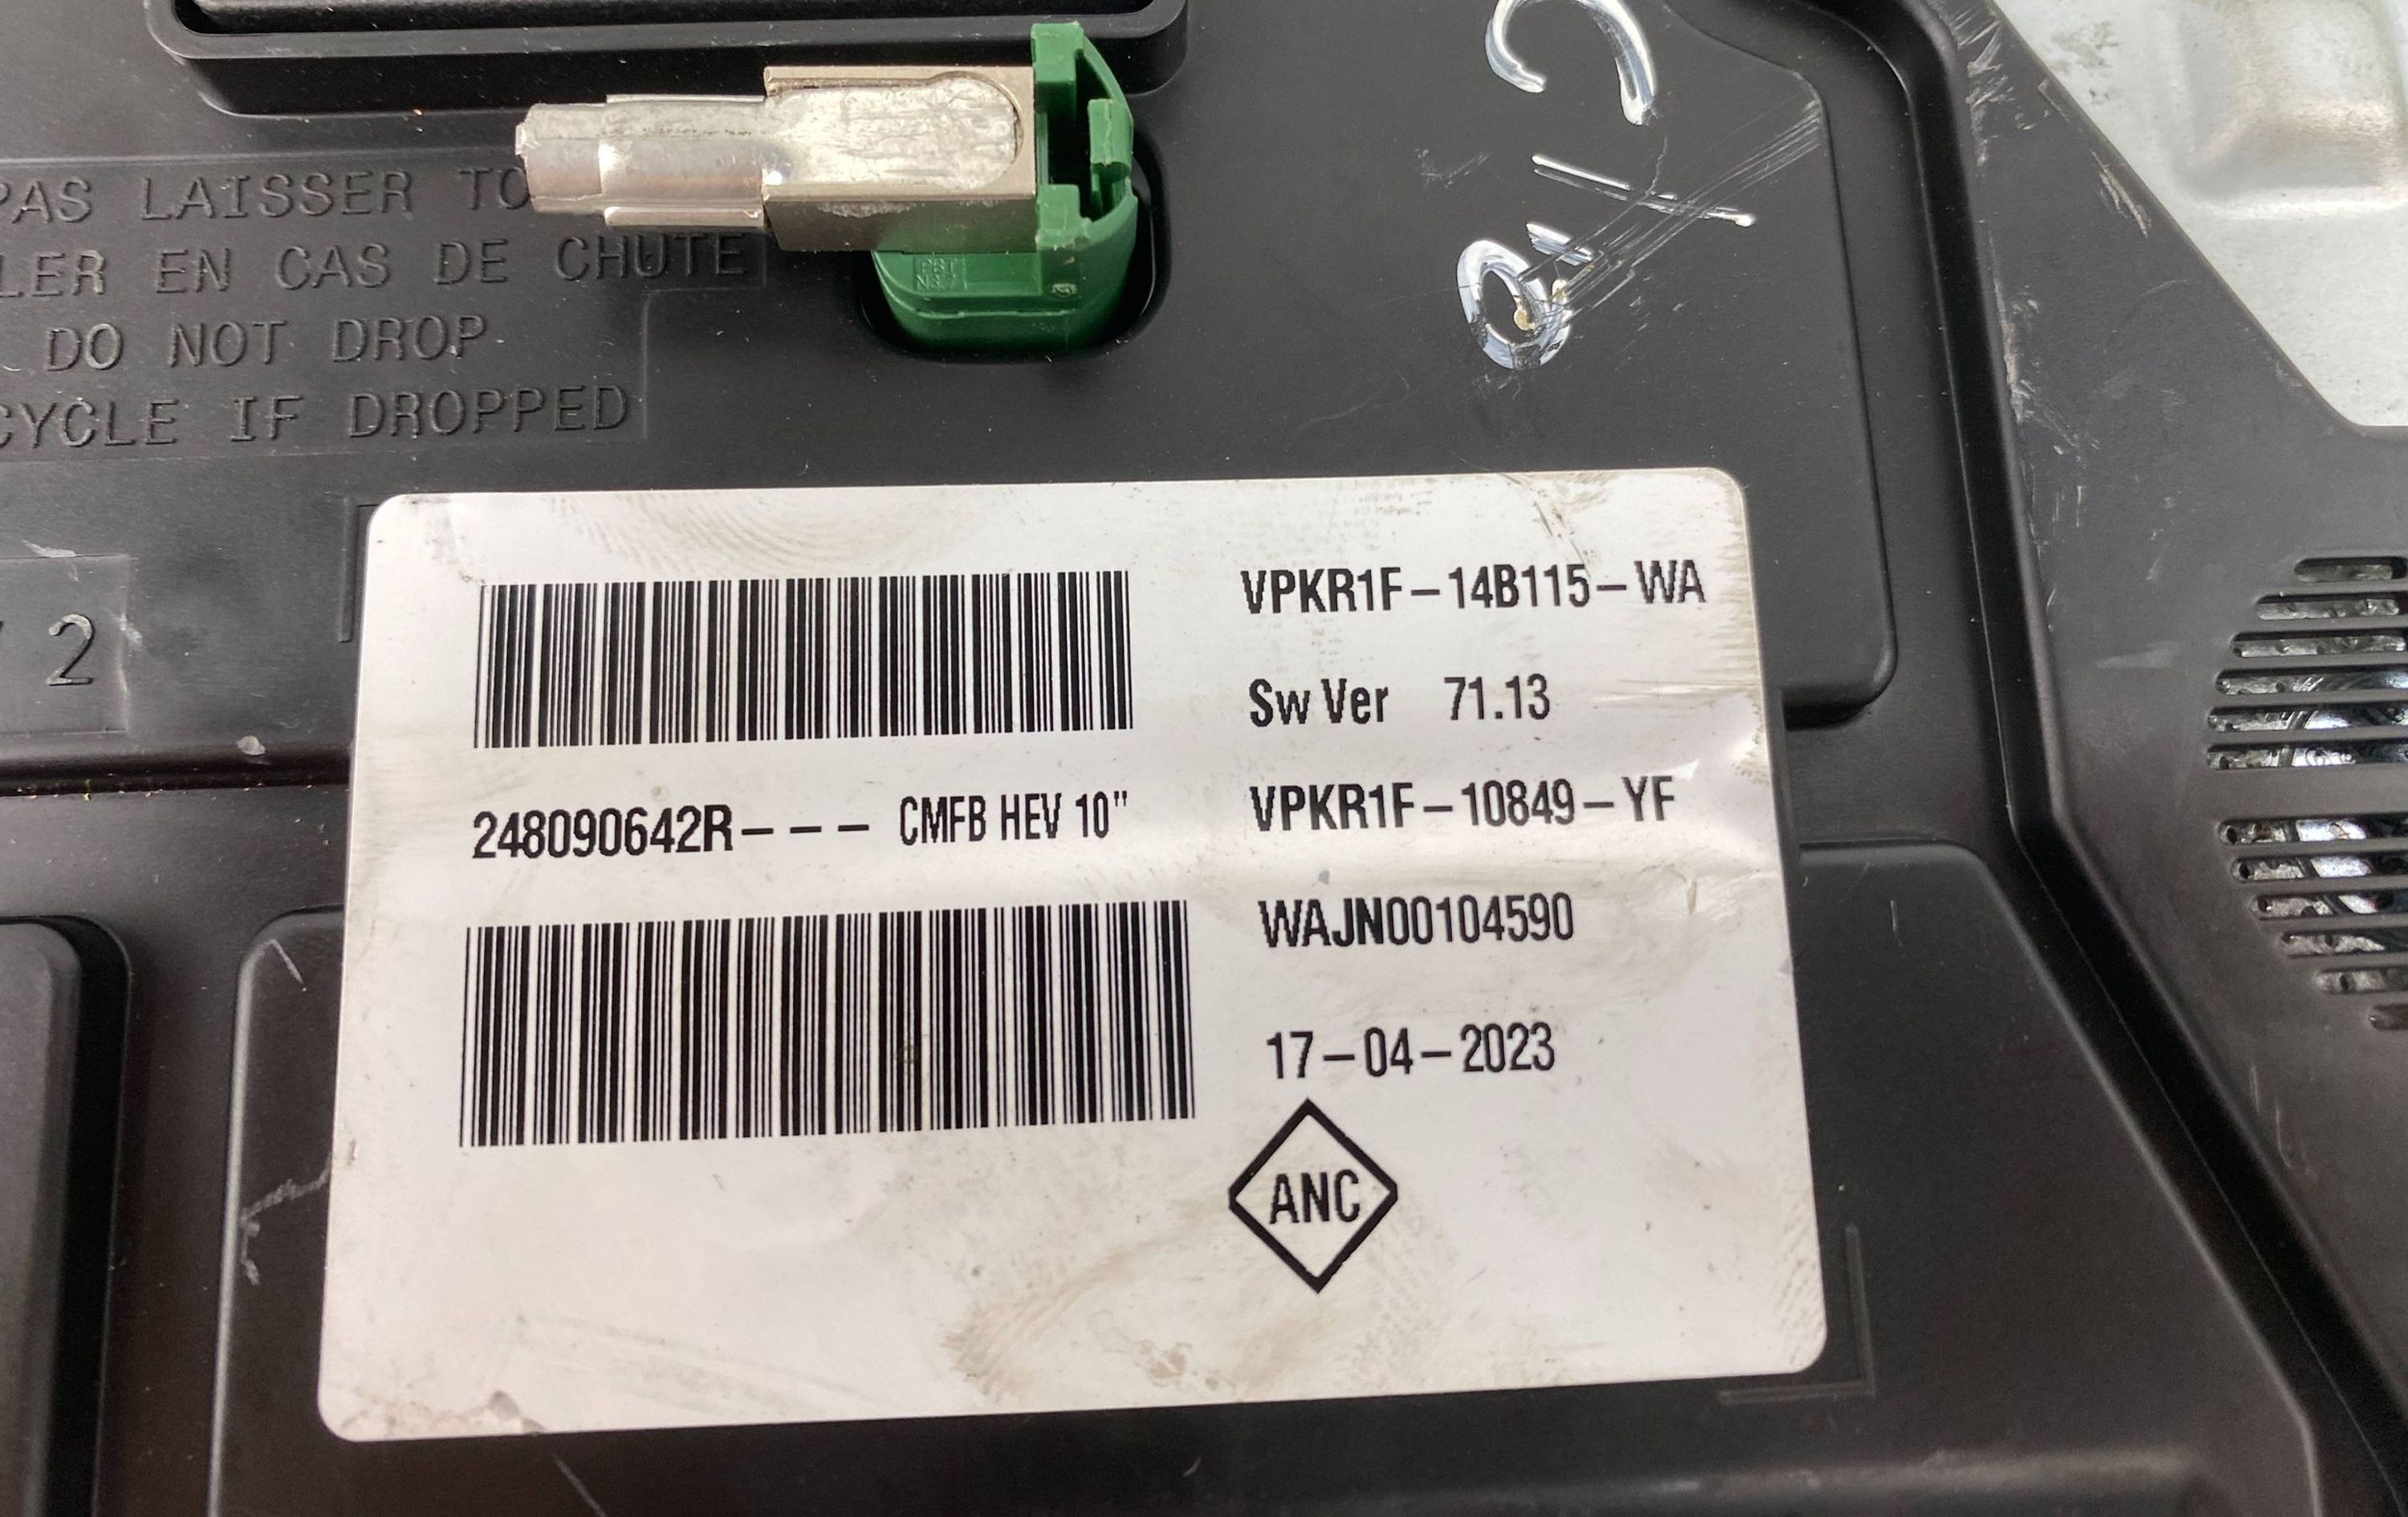 PAS LAISSER TO
LER EN CAS DE CHUTE
DO NOT DROP
CYCLE IF DROPPED
2
248090642R--- CMFB HEV 10"
VPKR1F-14B115-WA
Sw Ver 71.13
VPKR1F-10849-YF
WAJN00104590
17-04-2023
ANC